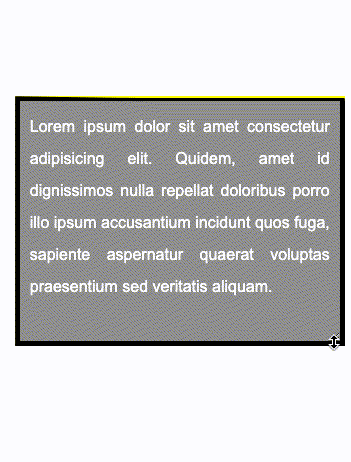 Lorem ipsum dolor sit amet consectetur
adipisicing elit. Quidem, amet id
dignissimos nulla repellat doloribus porro
illo ipsum accusantium incidunt quos fuga,
sapiente aspernatur quaerat voluptas
praesentium sed veritatis aliquam.